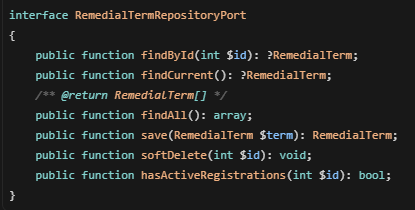 interface RemedialTermRepositoryPort
{
    public function findById(int $id): ?RemedialTerm;
    public function findCurrent(): ?RemedialTerm;
    /** @return RemedialTerm[] */
    public function findAll(): array;
    public function save(RemedialTerm $term): RemedialTerm;
    public function softDelete(int $id): void;
    public function hasActiveRegistrations(int $id): bool;
}